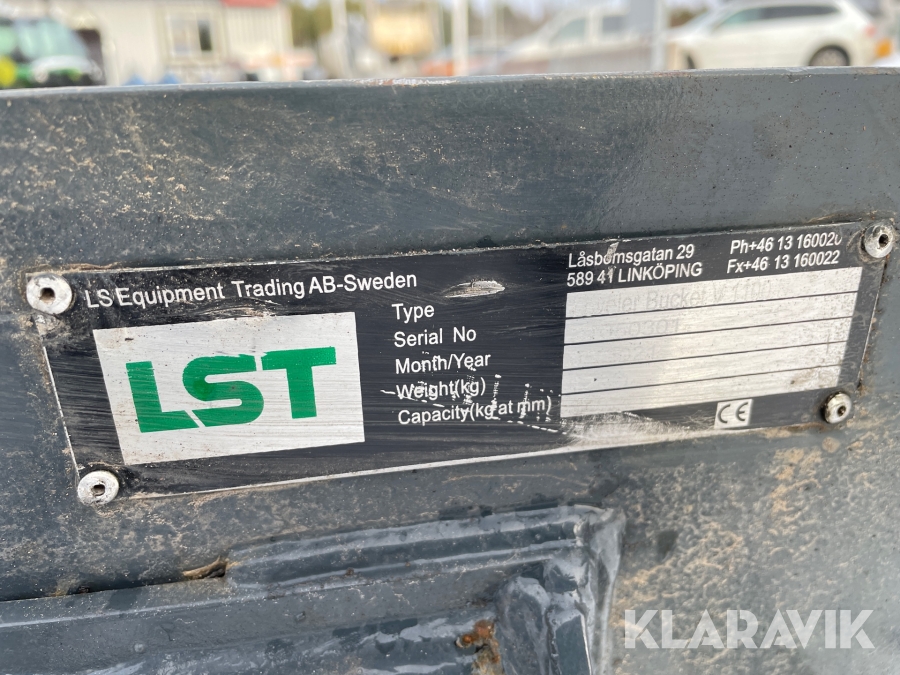 LS Equipment Trading AB-Sweden
Låsbomsgatan 29
589 41 LINKÖPING
Ph+46 13 160020
Fx+46 13 160022
LST
Type Bucket V
Serial No
Month/Year
Weight(kg)
Capacity(kg at mm)
CE
KLARAVIK